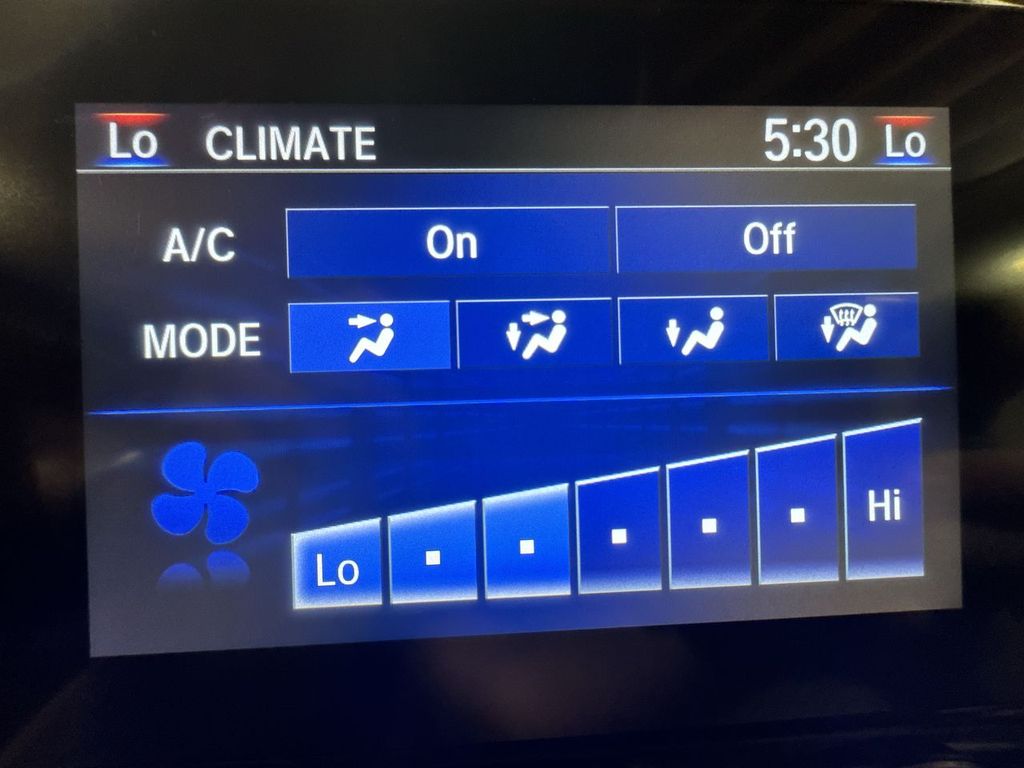 Lo CLIMATE 5:30 Lo
A/C On Off
MODE
Lo Hi